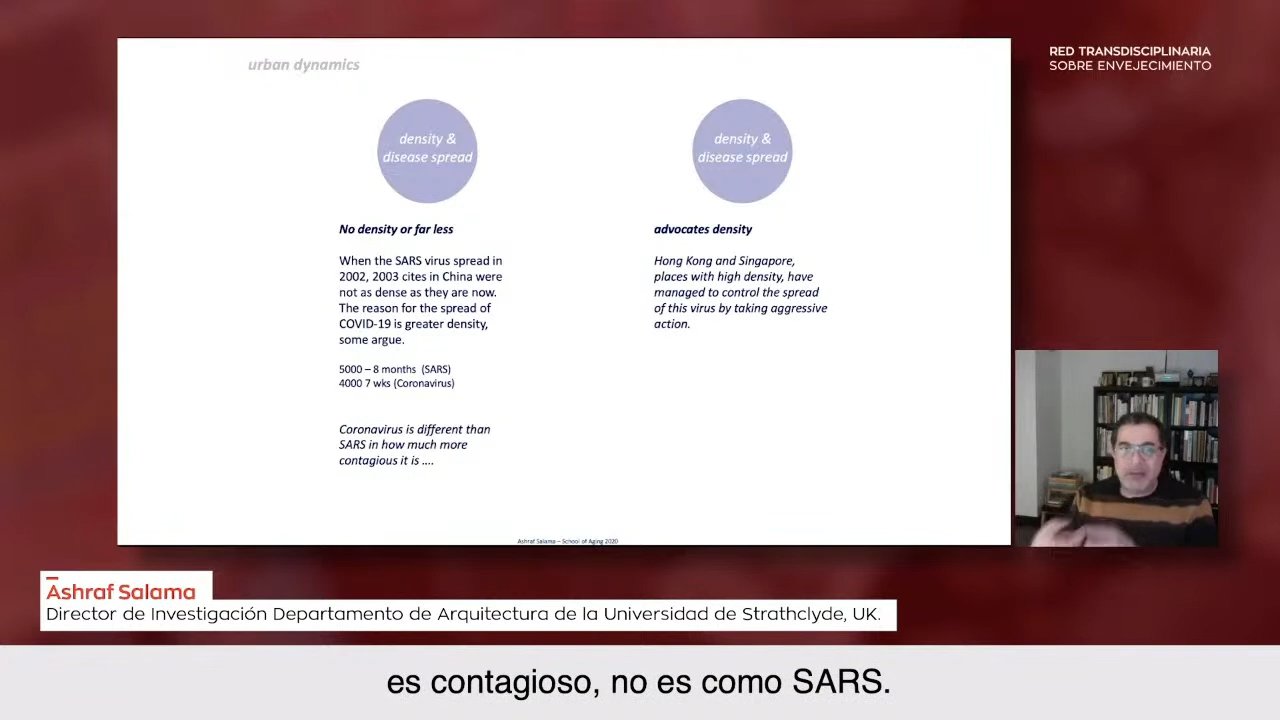 urban dynamics
RED TRANSDISCIPLINARIA
SOBRE ENVEJECIMIENTO
density &
disease spread
density &
disease spread
No density or far less
When the SARS virus spread in
2002, 2003 cites in China were
not as dense as they are now.
The reason for the spread of
COVID-19 is greater density,
some argue.
5000 – 8 months (SARS)
4000 7 wks (Coronavirus)
Coronavirus is different than
SARS in how much more
contagious it is ....
advocates density
Hong Kong and Singapore,
places with high density, have
managed to control the spread
of this virus by taking aggressive
action.
Ashraf Salama – School of Aging 2020
Ashraf Salama
Director de Investigación Departamento de Arquitectura de la Universidad de Strathclyde, UK.
es contagioso, no es como SARS.